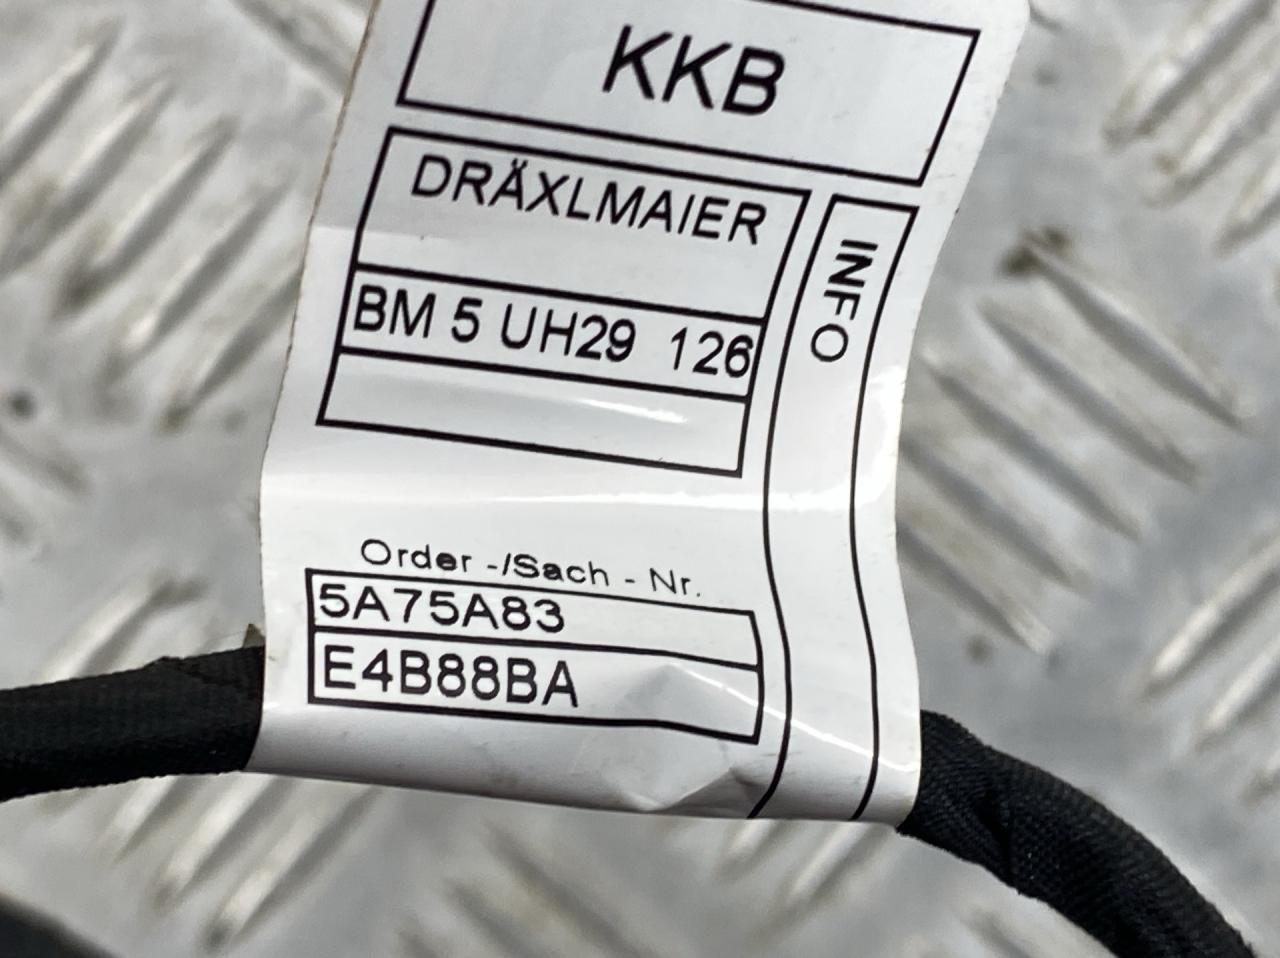 KKB
DRÄXLMAIER
BM 5 UH29 126
INFO
Order -/Sach - Nr.
5A75A83
E4B88BA